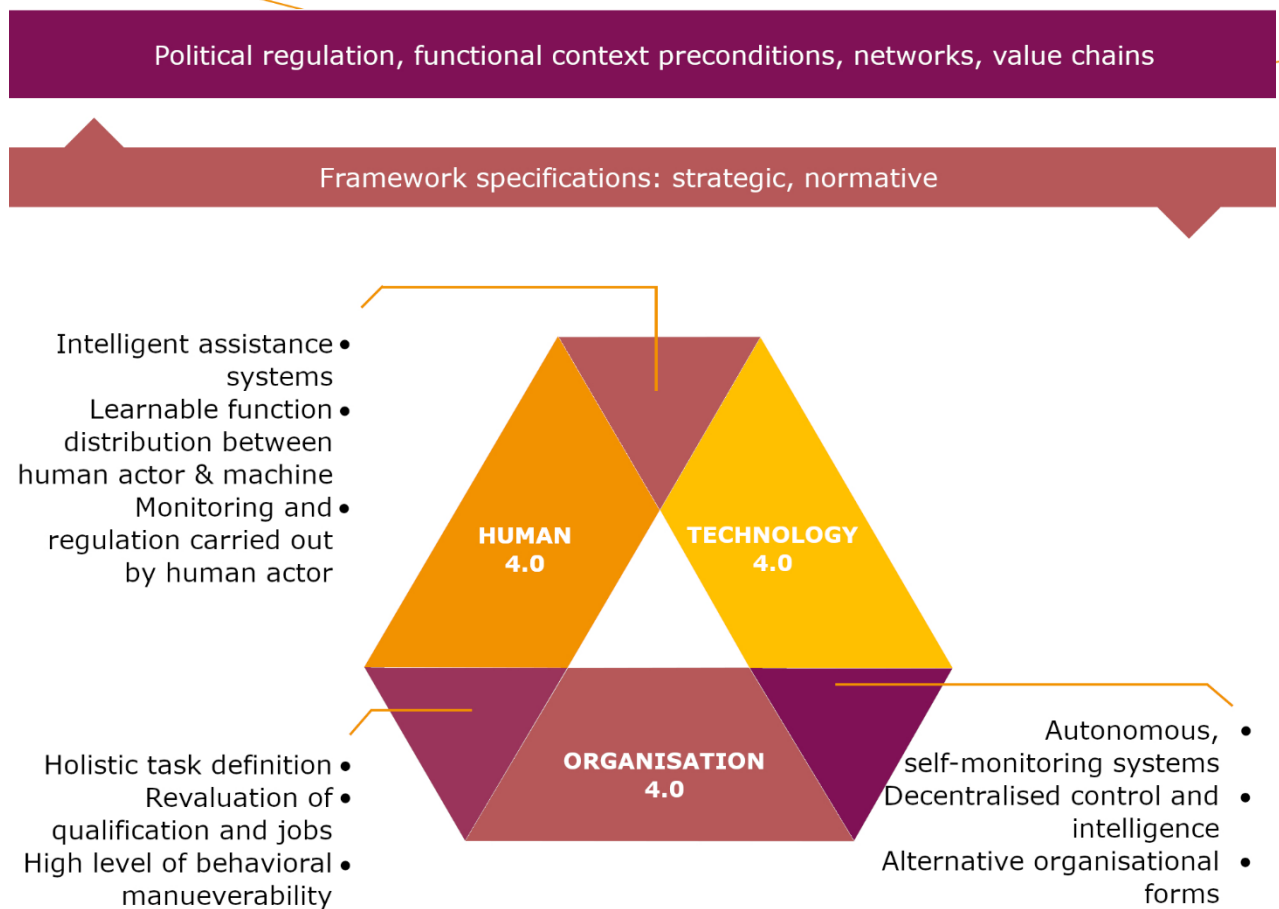 Political regulation, functional context preconditions, networks, value chains
Framework specifications: strategic, normative
Intelligent assistance •
systems
Learnable function •
distribution between
human actor & machine
Monitoring and •
regulation carried out
by human actor
HUMAN
4.0
TECHNOLOGY
4.0
ORGANISATION
4.0
Holistic task definition •
Revaluation of •
qualification and jobs
High level of behavioral •
manueverability
Autonomous, •
self-monitoring systems
Decentralised control and •
intelligence
Alternative organisational •
forms